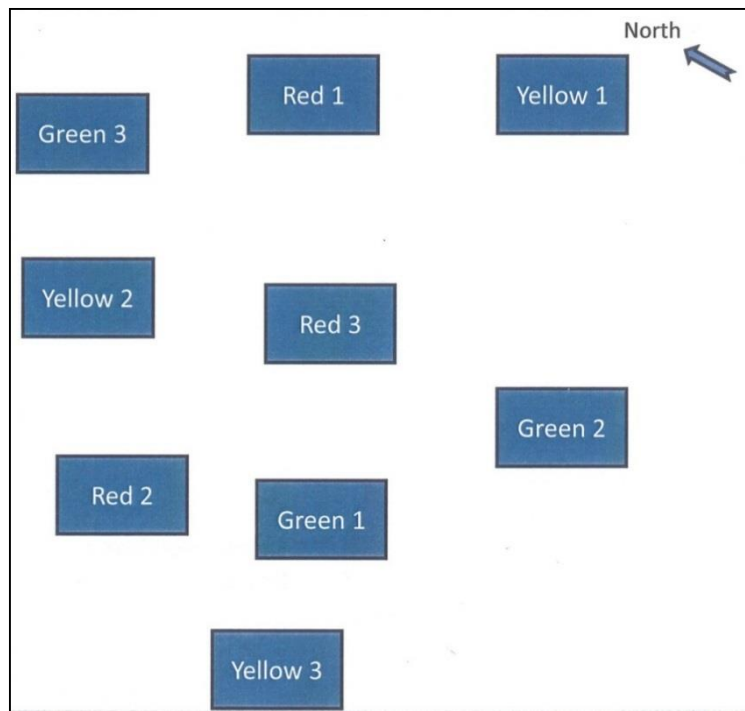 North
Red 1
Yellow 1
Green 3
Yellow 2
Red 3
Green 2
Red 2
Green 1
Yellow 3